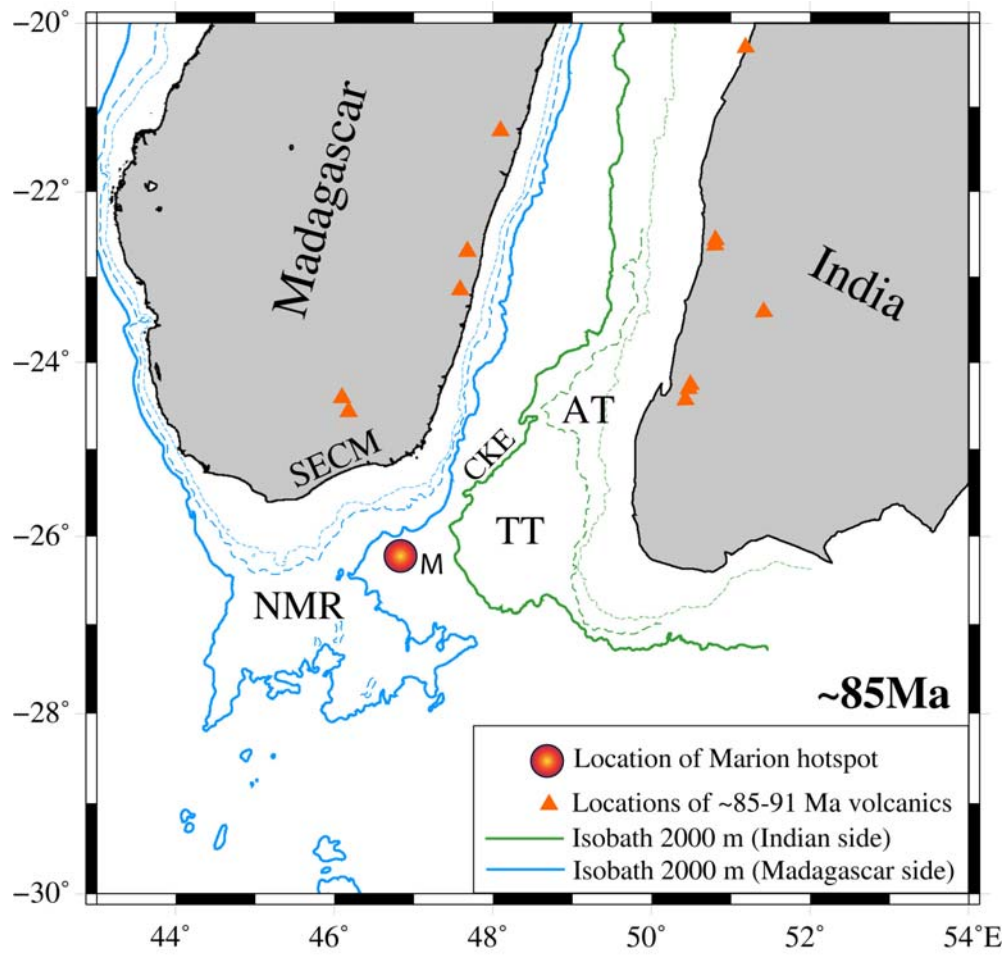 −20°
−22°
−24°
−26°
−28°
−30°
Madagascar
India
AT
SECM
CKE
TT
M
NMR
~85Ma
Location of Marion hotspot
Locations of ~85-91 Ma volcanics
Isobath 2000 m (Indian side)
Isobath 2000 m (Madagascar side)
44° 46° 48° 50° 52° 54°E